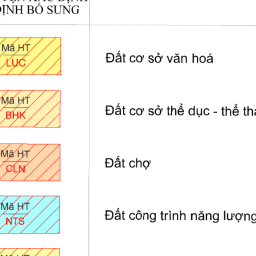 ĐỊNH BỔ SUNG
Mã HT
LUC
Đất cơ sở văn hoá
Mã HT
BHK
Đất cơ sở thể dục - thể
Mã HT
CLN
Đất chợ
Mã HT
NTS
Đất công trình năng lượng